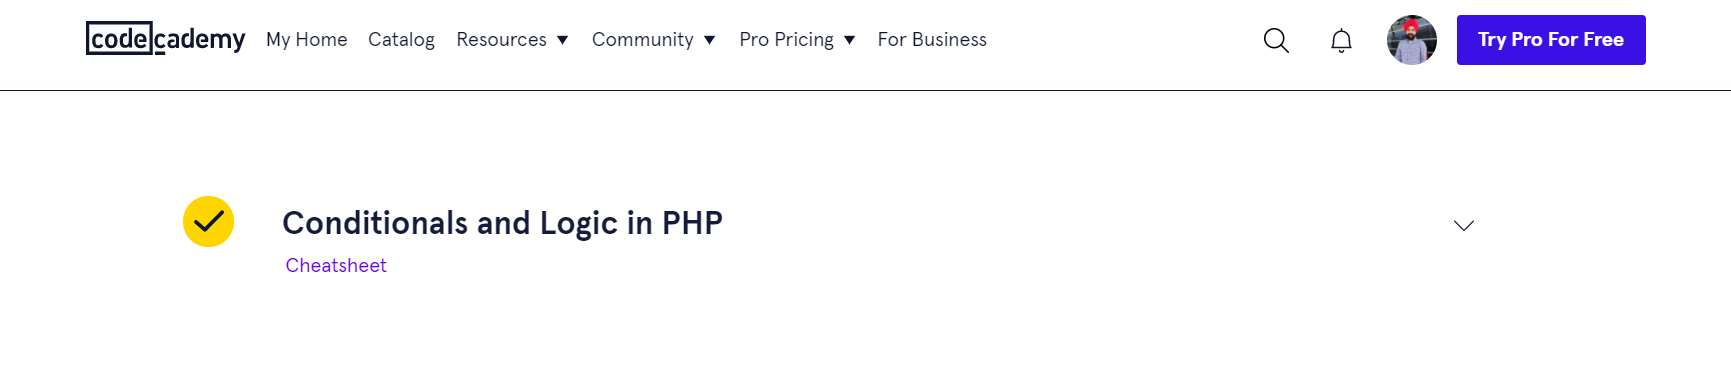 codecademy My Home Catalog Resources Community Pro Pricing For Business Try Pro For Free
Conditionals and Logic in PHP
Cheatsheet